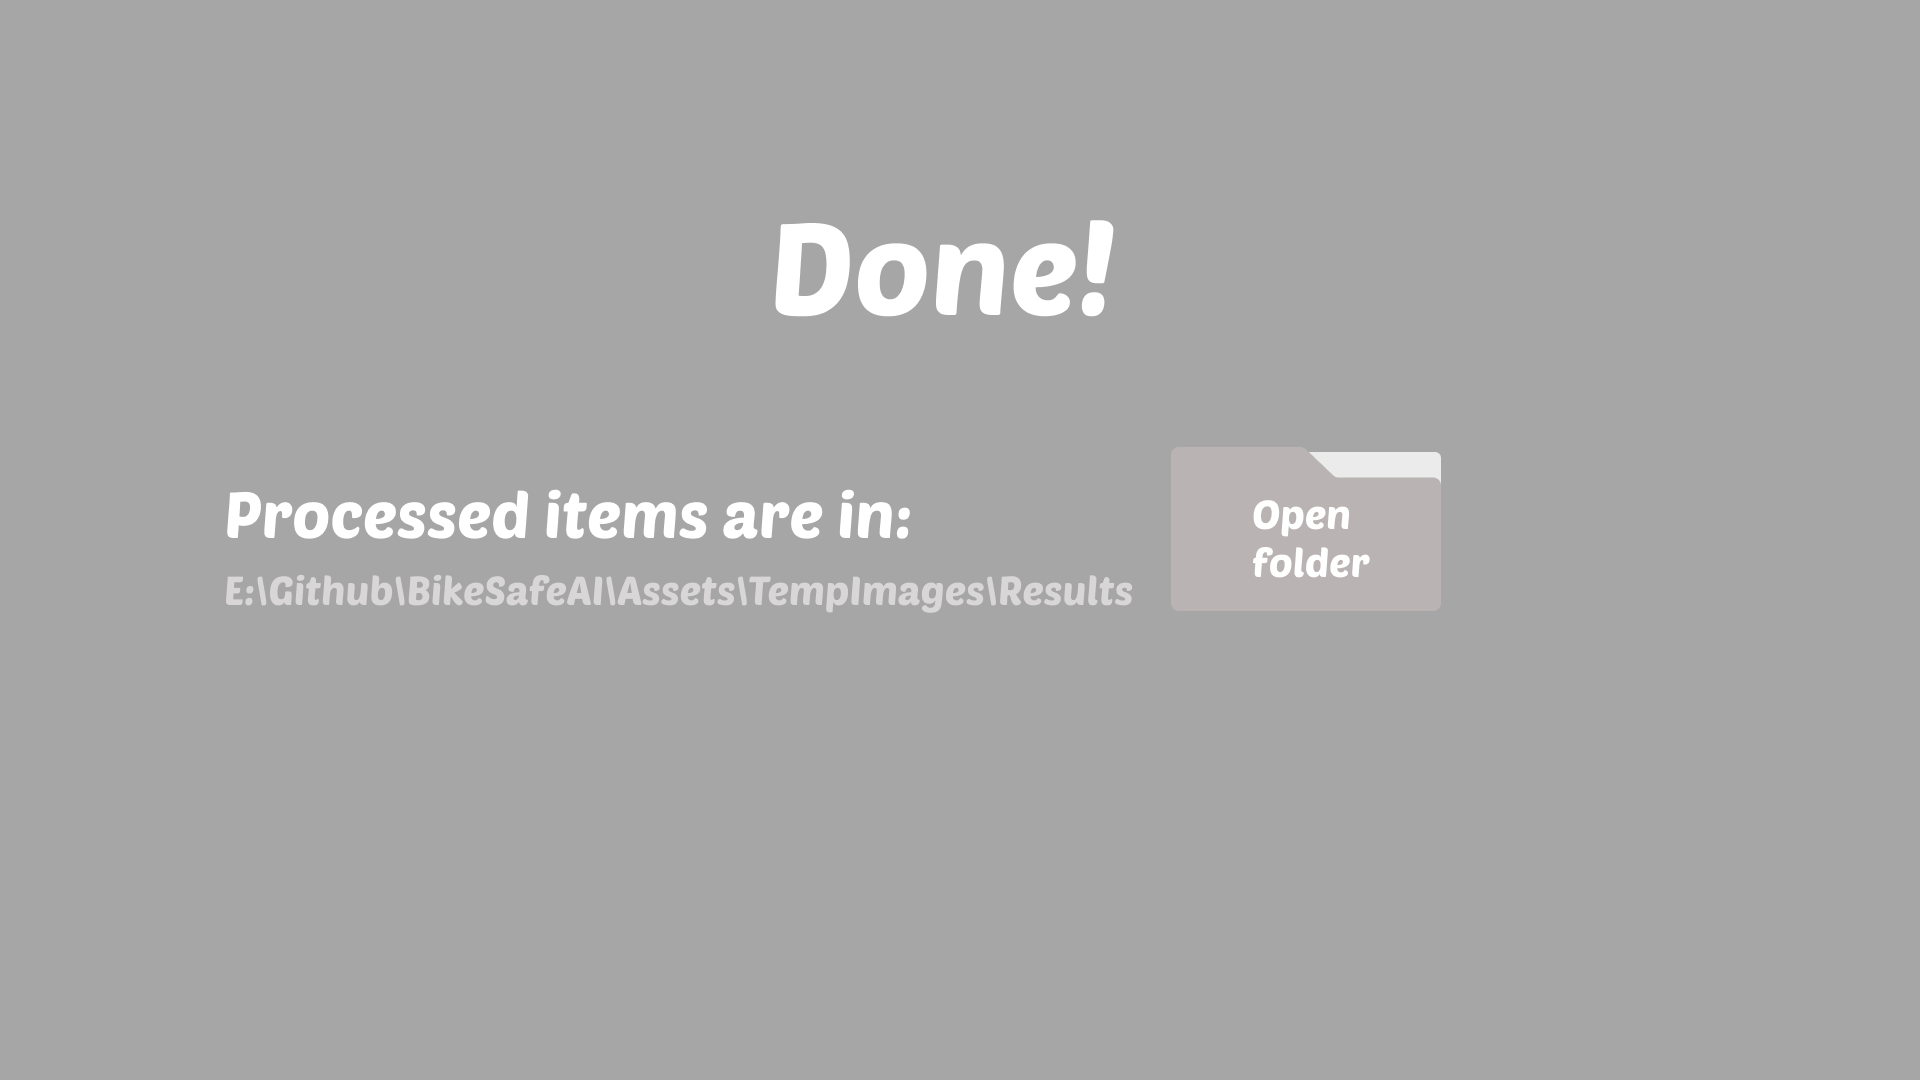 Done!
Processed items are in:
E:\Github\BikeSafeAI\Assets\TempImages\Results
Open
folder